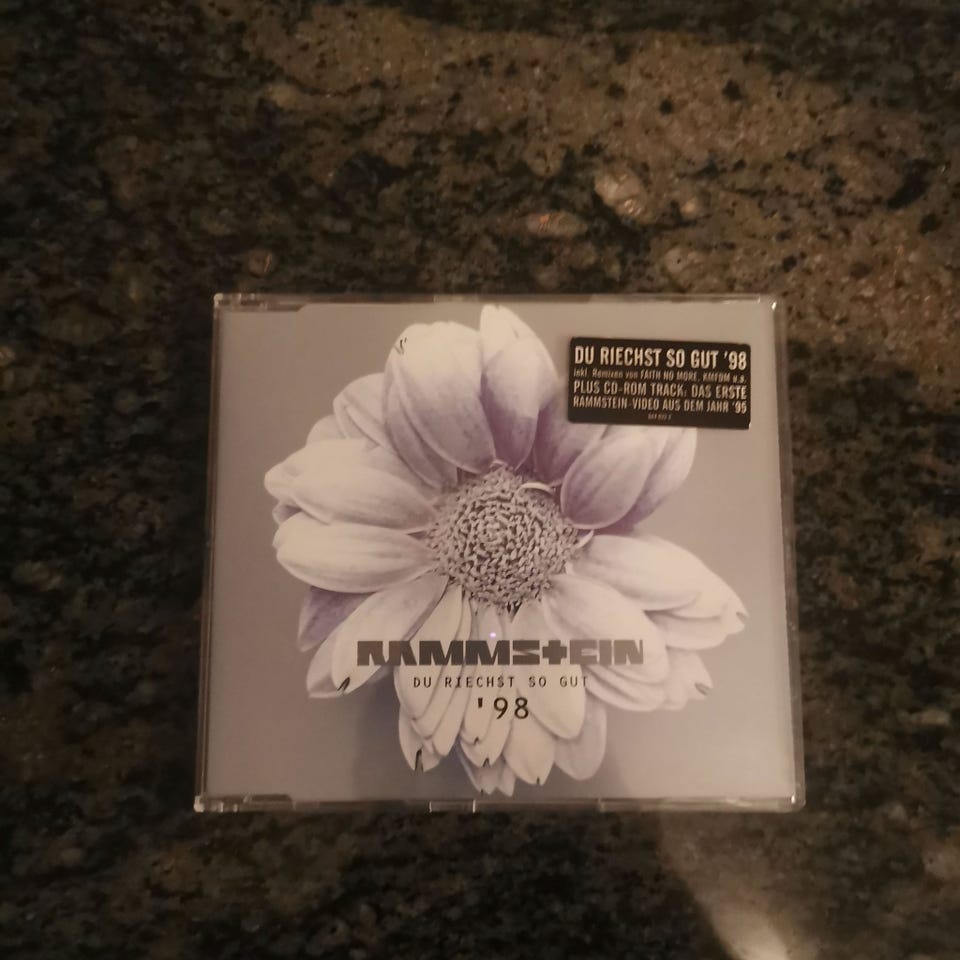 DU RIECHST SO GUT '98
inkl. Remixen von FAITH NO MORE, KMFDM u.a.
PLUS CD-ROM TRACK: DAS ERSTE
RAMMSTEIN-VIDEO AUS DEM JAHR '95
RAMMSTEIN
DU RIECHST SO GUT
'98